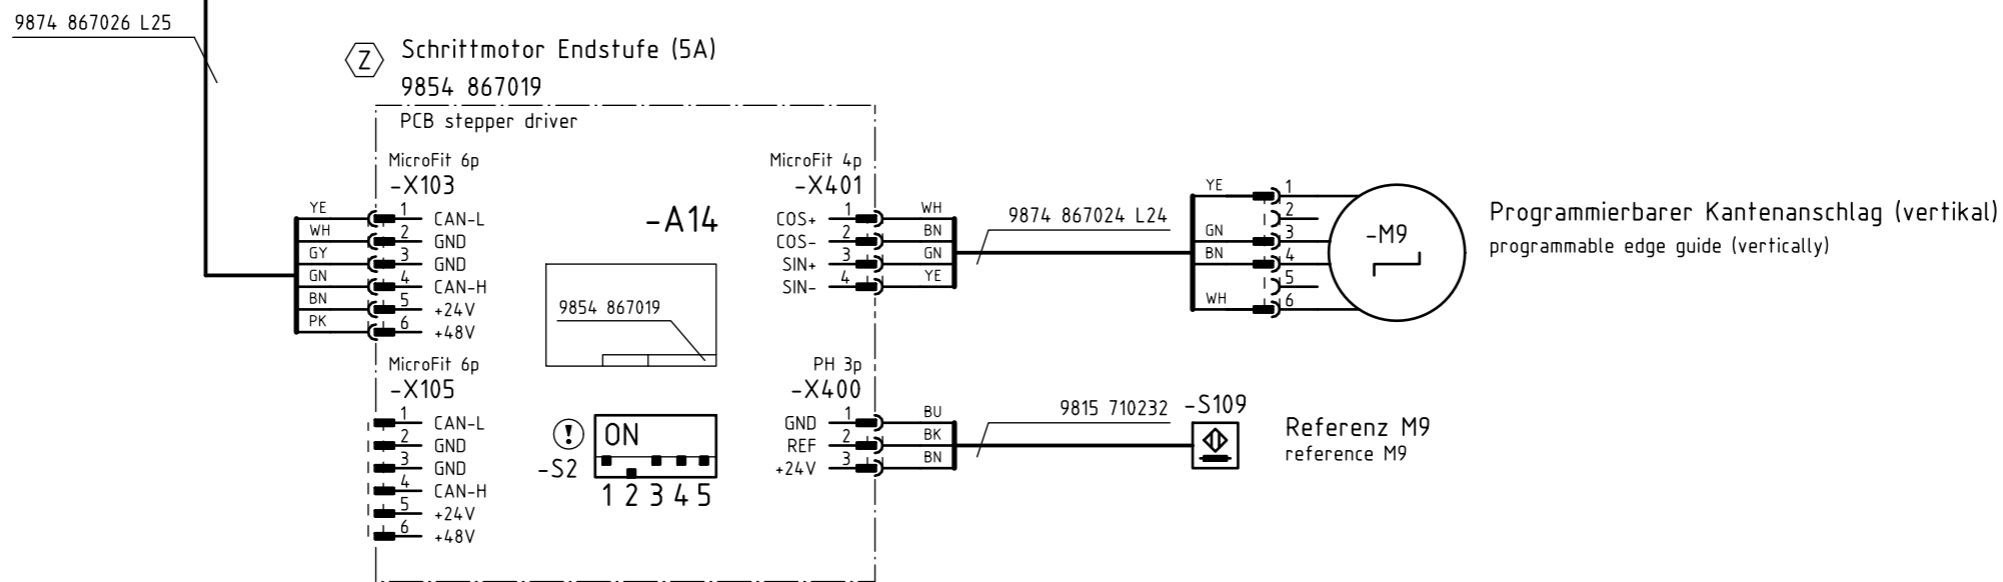 9874 867026 L25
Z
Schrittmotor Endstufe (5A)
9854 867019
PCB stepper driver
MicroFit 6p
-X103
YE 1 CAN-L
WH 2 GND
GY 3 GND
GN 4 CAN-H
BN 5 +24V
PK 6 +48V
MicroFit 6p
-X105
1 CAN-L
2 GND
3 GND
4 CAN-H
5 +24V
6 +48V
-A14
9854 867019
! ON
-S2
1 2 3 4 5
MicroFit 4p
-X401
COS+ 1 WH
COS- 2 BN
SIN+ 3 GN
SIN- 4 YE
PH 3p
-X400
GND 1 BU
REF 2 BK
+24V 3 BN
9874 867024 L24
YE 1
2
GN 3
BN 4
5
WH 6
-M9
Programmierbarer Kantenanschlag (vertikal)
programmable edge guide (vertically)
9815 710232
-S109
Referenz M9
reference M9